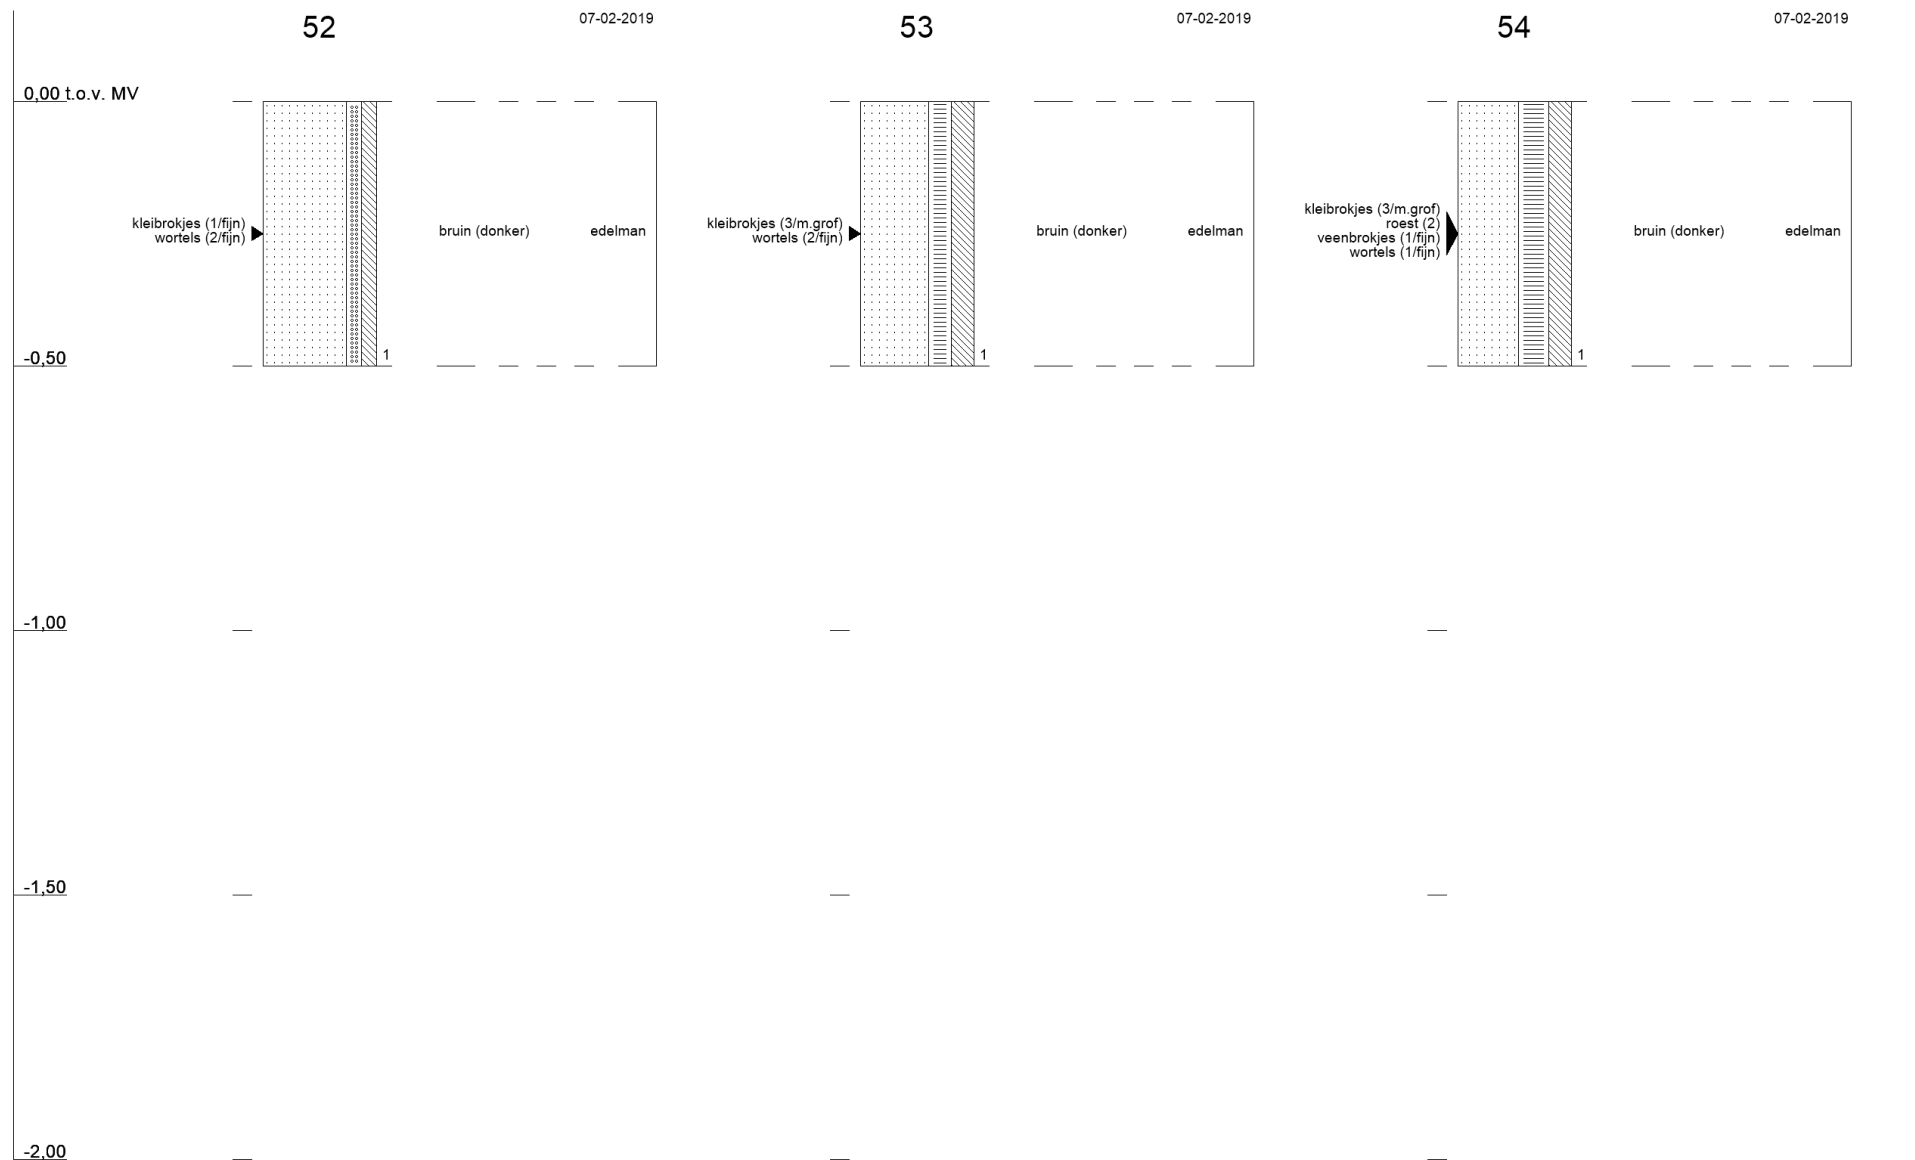 52
07-02-2019
53
07-02-2019
54
07-02-2019
0,00 t.o.v. MV
kleibrokjes (1/fijn)
wortels (2/fijn)
bruin (donker)
edelman
1
kleibrokjes (3/m.grof)
wortels (2/fijn)
bruin (donker)
edelman
1
kleibrokjes (3/m.grof)
roest (2)
veenbrokjes (1/fijn)
wortels (1/fijn)
bruin (donker)
edelman
1
-0,50
-1,00
-1,50
-2,00